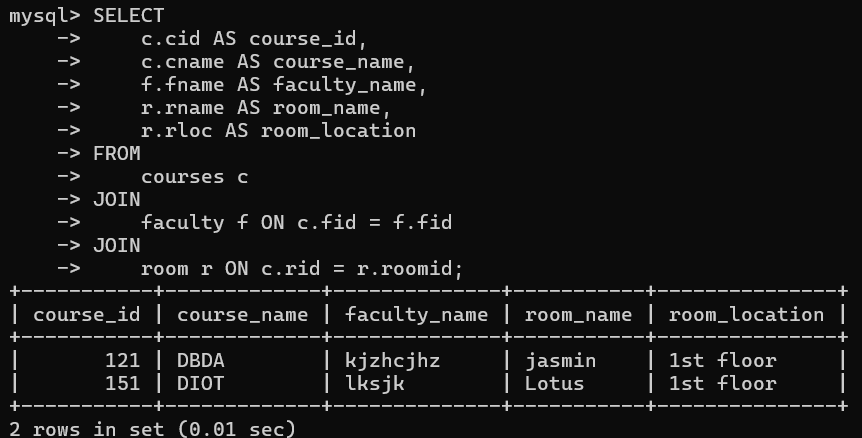 mysql> SELECT
    ->     c.cid AS course_id,
    ->     c.cname AS course_name,
    ->     f.fname AS faculty_name,
    ->     r.rname AS room_name,
    ->     r.rloc AS room_location
    -> FROM
    ->     courses c
    -> JOIN
    ->     faculty f ON c.fid = f.fid
    -> JOIN
    ->     room r ON c.rid = r.roomid;
+-----------+-------------+--------------+-----------+---------------+
| course_id | course_name | faculty_name | room_name | room_location |
+-----------+-------------+--------------+-----------+---------------+
|       121 | DBDA        | kjzhcjhz     | jasmin    | 1st floor     |
|       151 | DIOT        | lksjk        | Lotus     | 1st floor     |
+-----------+-------------+--------------+-----------+---------------+
2 rows in set (0.01 sec)